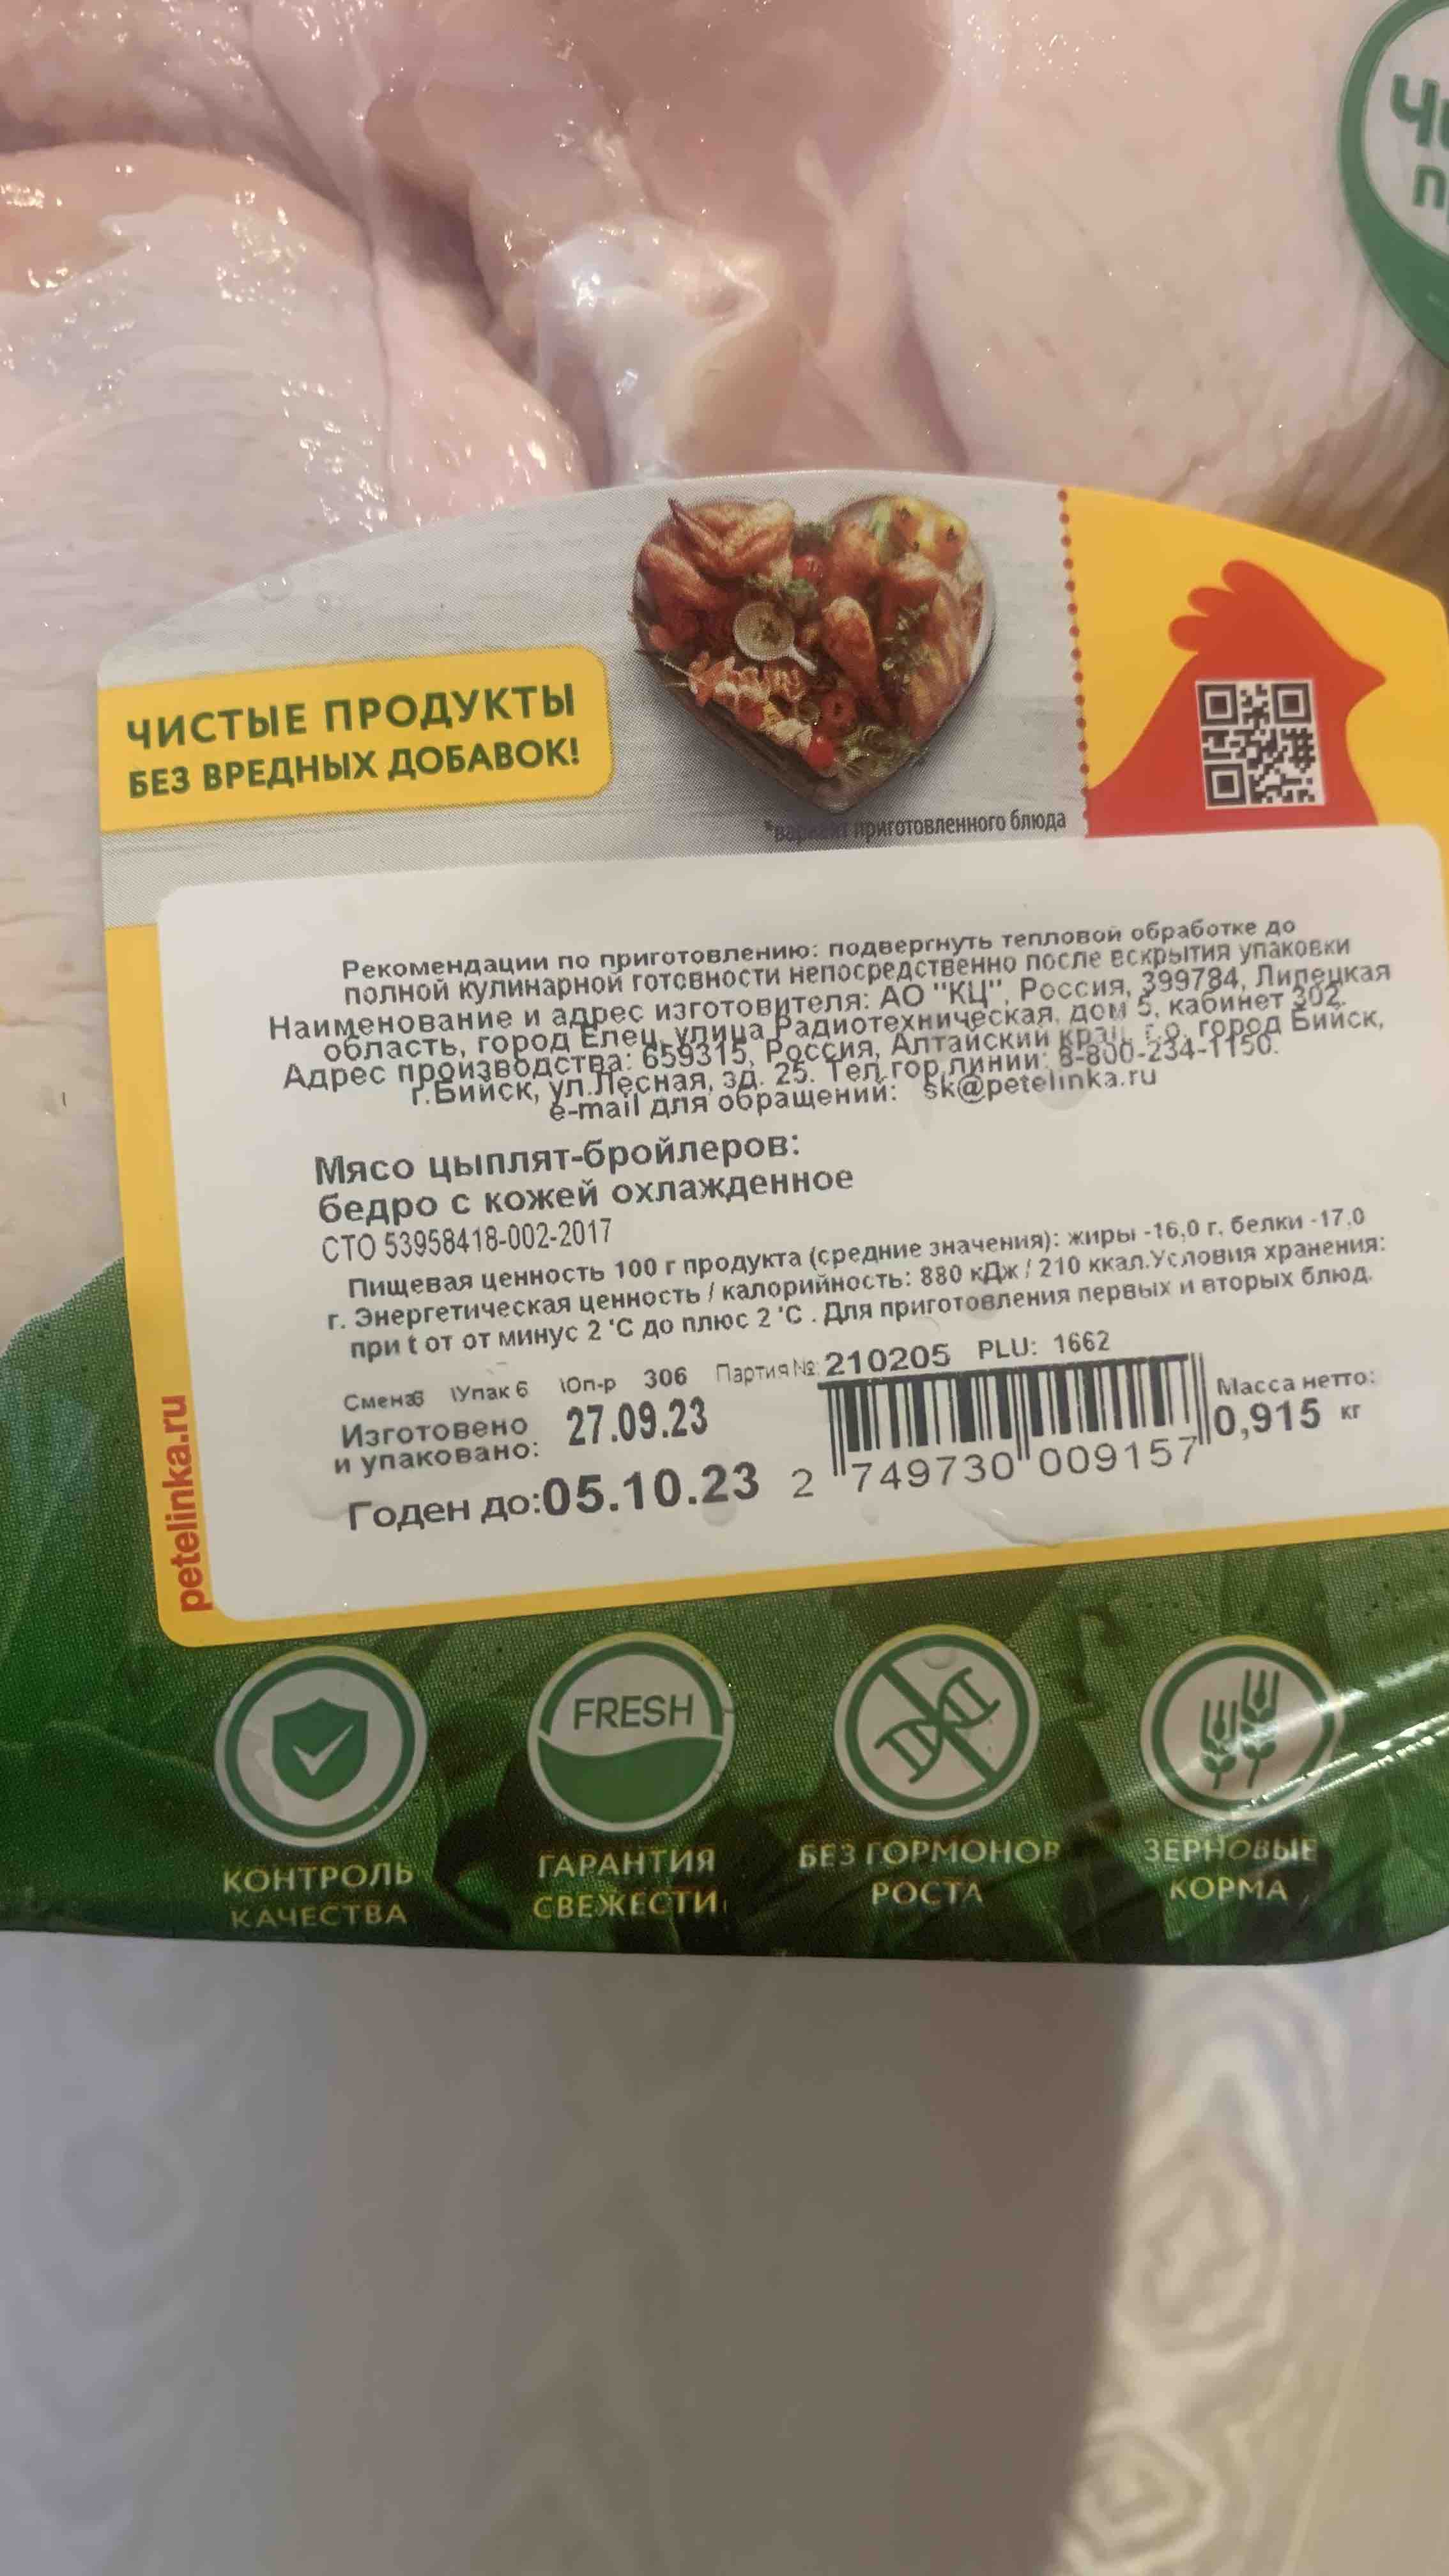 ЧИСТЫЕ ПРОДУКТЫ
БЕЗ ВРЕДНЫХ ДОБАВОК!
*вариант приготовленного блюда
Рекомендации по приготовлению: подвергнуть тепловой обработке до
полной кулинарной готовности непосредственно после вскрытия упаковки
Наименование и адрес изготовителя: АО "КЦ", Россия, 399784, Липецкая
область, город Елец, улица Радиотехническая, дом 5, кабинет 302.
Адрес производства: 659315, Россия, Алтайский край, г.о. город Бийск,
г.Бийск, ул.Лесная, зд. 25. Тел.гор.линии: 8-800-234-1150.
e-mail для обращений: sk@petelinka.ru
Мясо цыплят-бройлеров:
бедро с кожей охлажденное
СТО 53958418-002-2017
Пищевая ценность 100 г продукта (средние значения): жиры -16,0 г. белки -17,0
г. Энергетическая ценность / калорийность: 880 кДж / 210 ккал.Условия хранения:
при t от от минус 2 'С до плюс 2 'С . Для приготовления первых и вторых блюд.
Смена6 \Упак 6 \Оп-р 306 Партия №: 210205 PLU: 1662
Изготовено
и упаковано: 27.09.23
Масса нетто:
0,915 кг
Годен до:05.10.23
2 749730 009157
petelinka.ru
FRESH
КОНТРОЛЬ
КАЧЕСТВА
ГАРАНТИЯ
СВЕЖЕСТИ
БЕЗ ГОРМОНОВ
РОСТА
ЗЕРНОВЫЕ
КОРМА